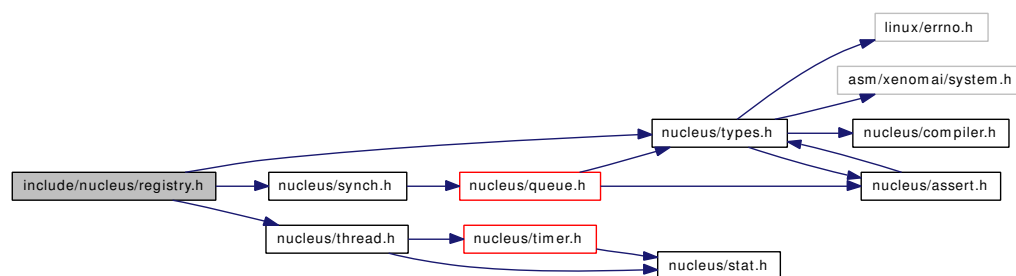 linux/errno.h
asm/xenomai/system.h
nucleus/types.h
nucleus/compiler.h
include/nucleus/registry.h
nucleus/synch.h
nucleus/queue.h
nucleus/assert.h
nucleus/thread.h
nucleus/timer.h
nucleus/stat.h